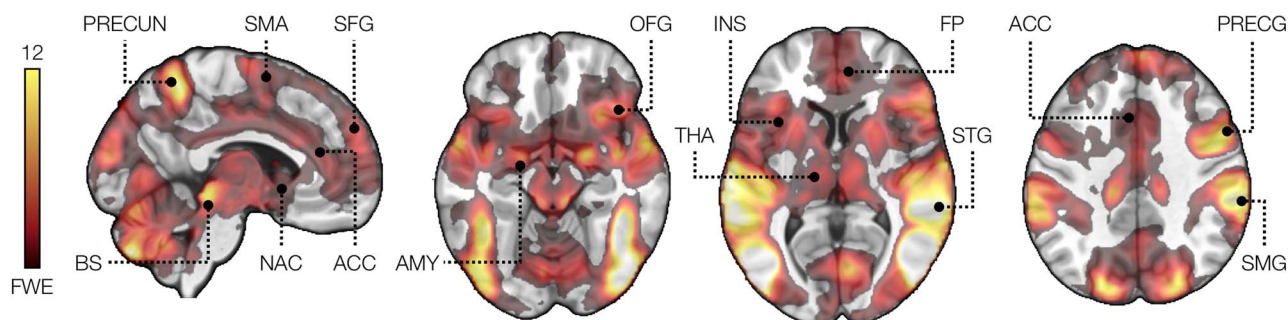 PRECUN SMA SFG OFG INS FP ACC PRECG
12
THA STG
BS NAC ACC AMY SMG
FWE